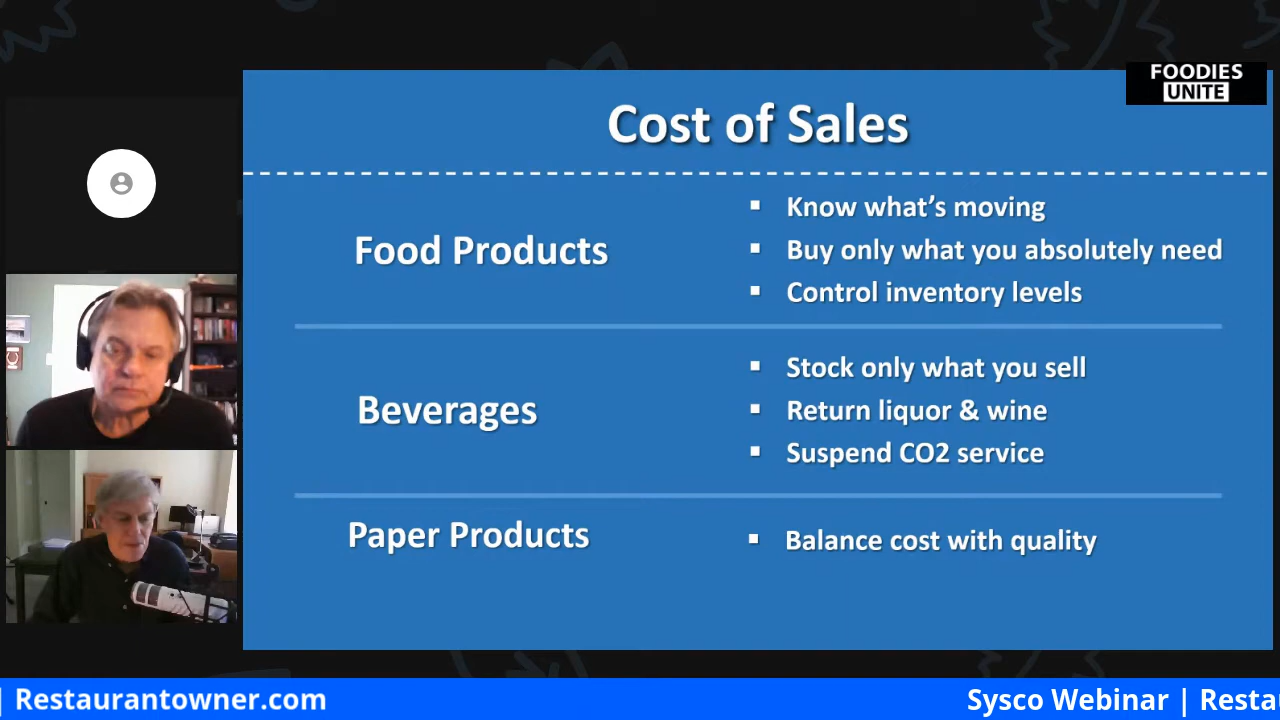 FOODIES
UNITE
Cost of Sales
Food Products
▪ Know what’s moving
▪ Buy only what you absolutely need
▪ Control inventory levels
Beverages
▪ Stock only what you sell
▪ Return liquor & wine
▪ Suspend CO2 service
Paper Products
▪ Balance cost with quality
| Restaurantowner.com
Sysco Webinar | Resta